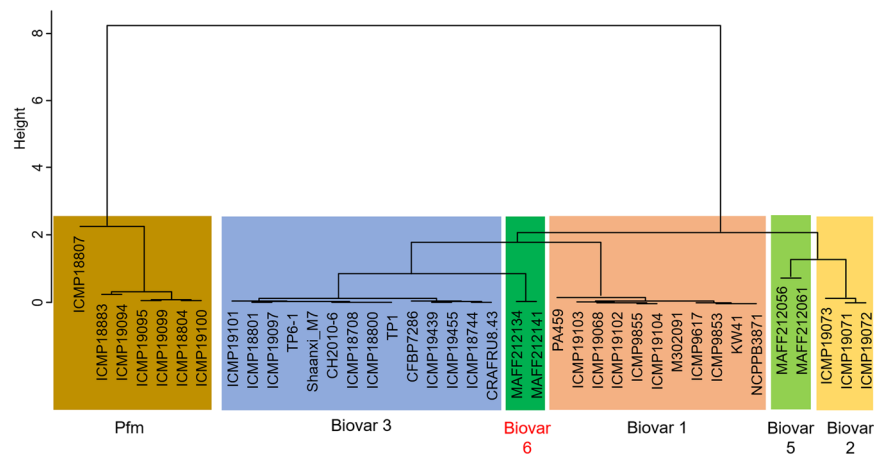 Height
8
6
4
2
0
ICMP18807
ICMP18883
ICMP19094
ICMP19095
ICMP19099
ICMP18804
ICMP19100
ICMP19101
ICMP18801
ICMP19097
TP6-1
Shaanxi_M7
CH2010-6
ICMP18708
ICMP18800
TP1
CFBP7286
ICMP19439
ICMP19455
ICMP18744
CRAFRU8.43
MAFF212134
MAFF212141
PA459
ICMP19103
ICMP19068
ICMP19102
ICMP9855
ICMP19104
M302091
ICMP9617
ICMP9853
KW41
NCPPB3871
MAFF212056
MAFF212061
ICMP19073
ICMP19071
ICMP19072
Pfm
Biovar 3
Biovar
6
Biovar 1
Biovar
5
Biovar
2